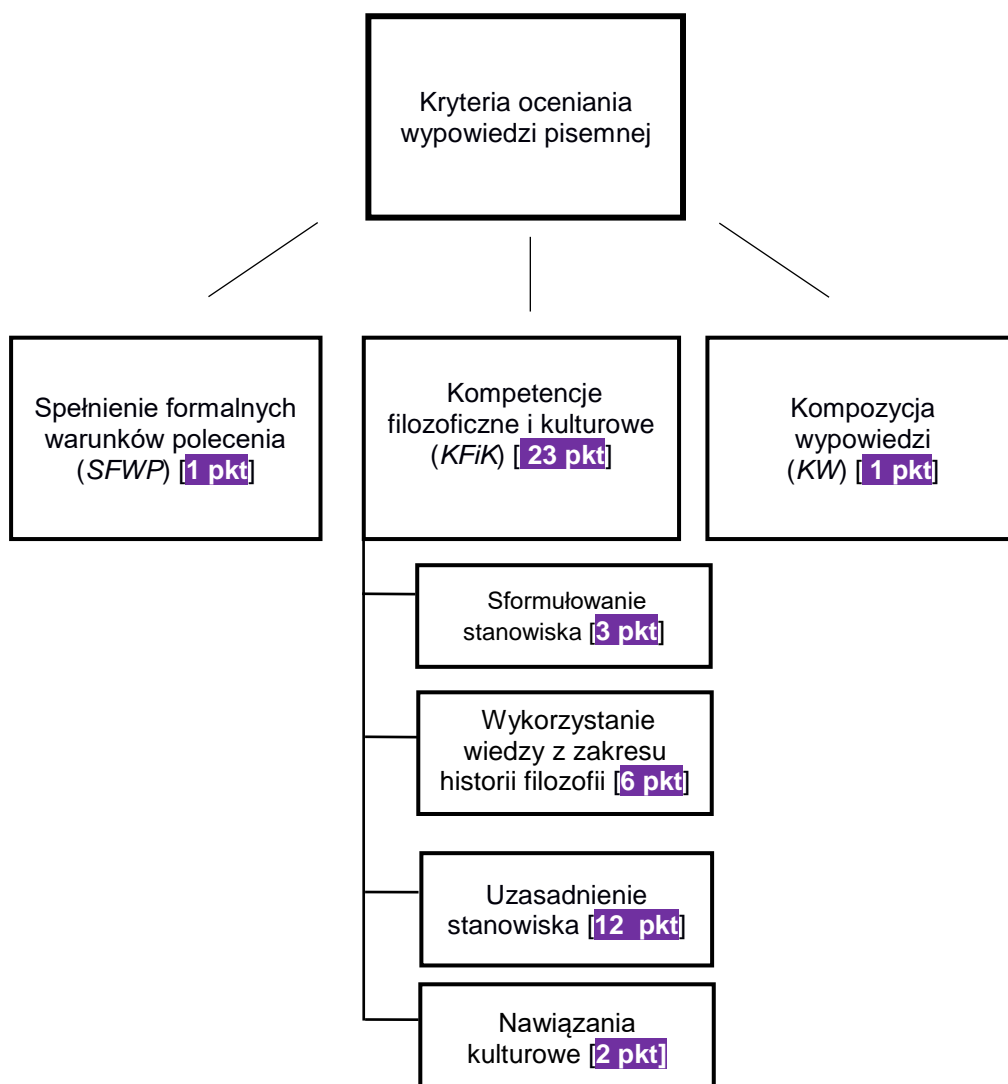 Kryteria oceniania
wypowiedzi pisemnej
Spełnienie formalnych
warunków polecenia
(SFWP) [1 pkt]
Kompetencje
filozoficzne i kulturowe
(KFiK) [ 23 pkt]
Kompozycja
wypowiedzi
(KW) [ 1 pkt]
Sformułowanie
stanowiska [3 pkt]
Wykorzystanie
wiedzy z zakresu
historii filozofii [6 pkt]
Uzasadnienie
stanowiska [12 pkt]
Nawiązania
kulturowe [2 pkt]